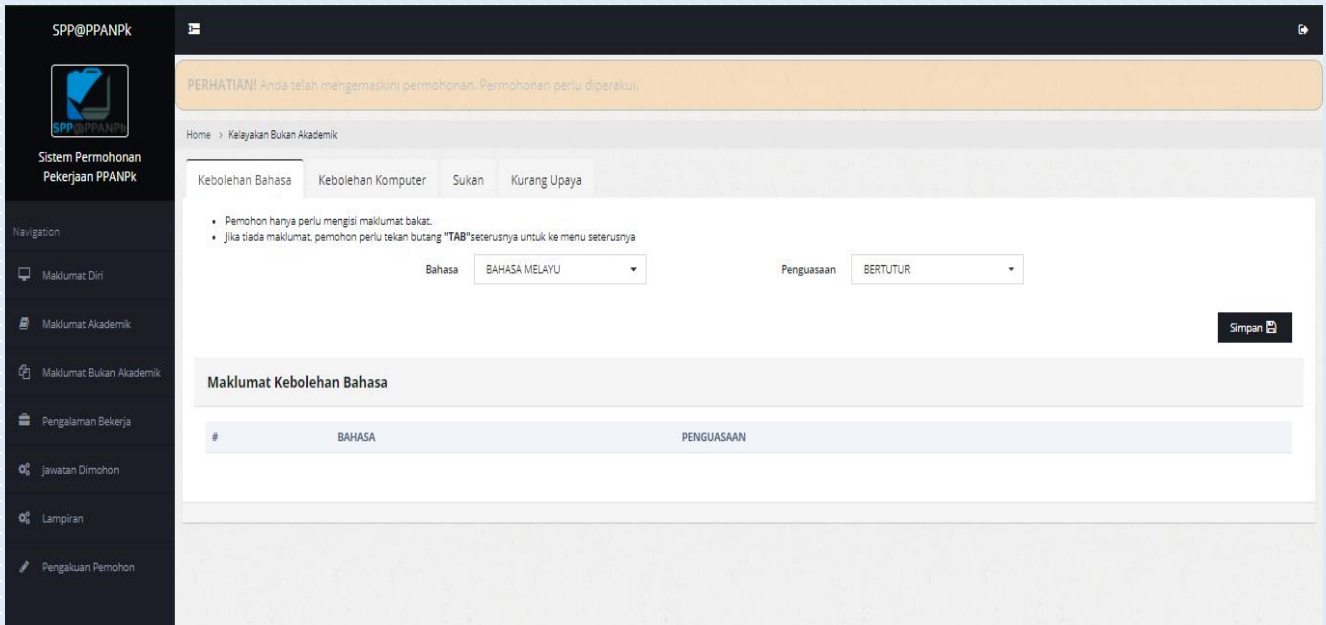 SPP@PPANPk
PERHATIAN! Anda telah mengemaskini permohonan. Permohonan perlu diperakui.
SPP@PPANPk
Sistem Permohonan
Pekerjaan PPANPk
Home > Kelayakan Bukan Akademik
Kebolehan Bahasa Kebolehan Komputer Sukan Kurang Upaya
Navigation
• Pemohon hanya perlu mengisi maklumat bakat.
• Jika tiada maklumat, pemohon perlu tekan butang "TAB"seterusnya untuk ke menu seterusnya
Bahasa BAHASA MELAYU Penguasaan BERTUTUR
Simpan
Maklumat Diri
Maklumat Akademik
Maklumat Bukan Akademik
Pengalaman Bekerja
Jawatan Dimohon
Lampiran
Pengakuan Pemohon
Maklumat Kebolehan Bahasa
# BAHASA PENGUASAAN